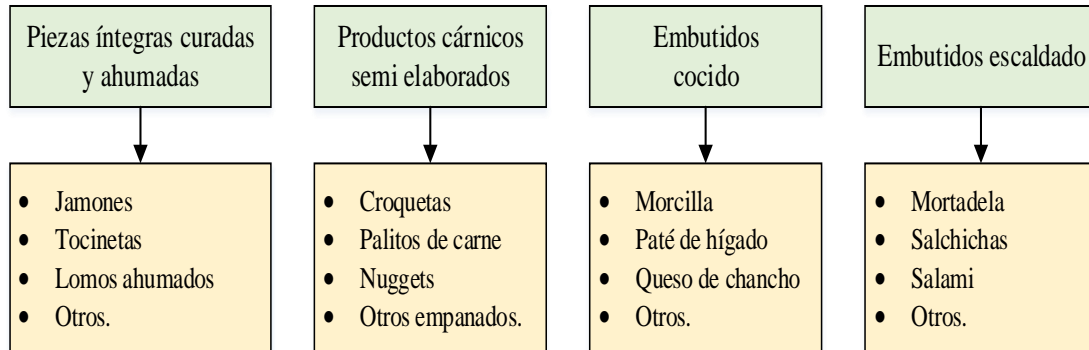 Piezas íntegras curadas
y ahumadas
Productos cárnicos
semi elaborados
Embutidos
cocido
Embutidos escaldado
• Jamones
• Tocinetas
• Lomos ahumados
• Otros.
• Croquetas
• Palitos de carne
• Nuggets
• Otros empanados.
• Morcilla
• Paté de hígado
• Queso de chancho
• Otros.
• Mortadela
• Salchichas
• Salami
• Otros.